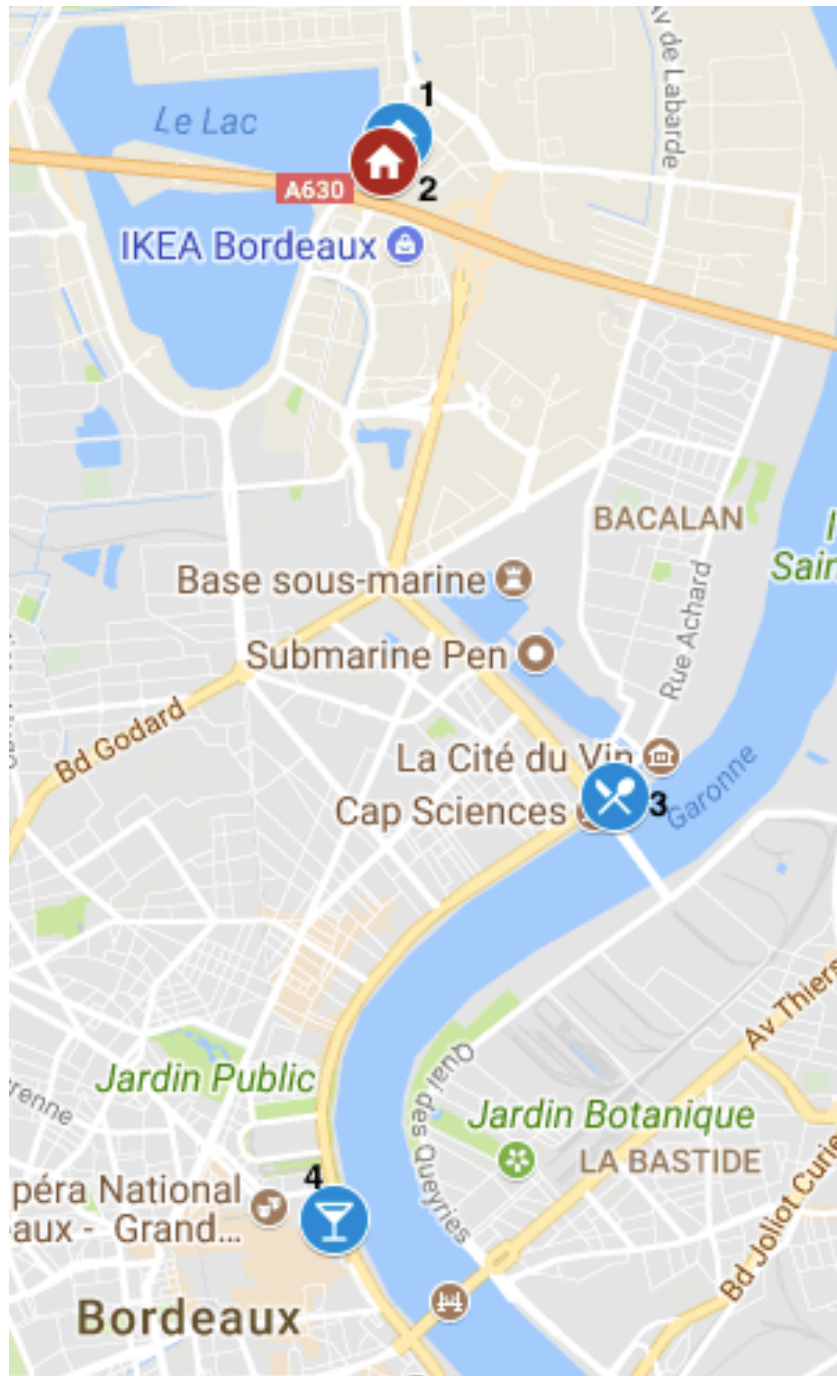 Av de Labarde
1
Le Lac
2
A630
IKEA Bordeaux
BACALAN
Base sous-marine
Sain
Submarine Pen
Rue Achard
Bd Godard
La Cité du Vin
Cap Sciences
3
Garonne
Av Thiers
Jardin Public
Quai des Queyries
Jardin Botanique
LA BASTIDE
4
péra National
aux - Grand...
Bd Joliot Curie
Bordeaux